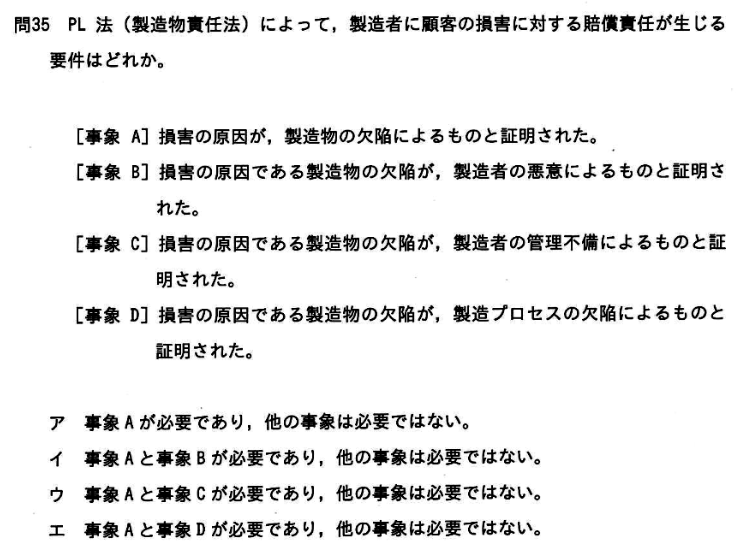 問35 PL 法（製造物責任法）によって，製造者に顧客の損害に対する賠償責任が生じる
要件はどれか。
［事象 A］損害の原因が，製造物の欠陥によるものと証明された。
［事象 B］損害の原因である製造物の欠陥が，製造者の悪意によるものと証明さ
れた。
［事象 C］損害の原因である製造物の欠陥が，製造者の管理不備によるものと証
明された。
［事象 D］損害の原因である製造物の欠陥が，製造プロセスの欠陥によるものと
証明された。
ア 事象Aが必要であり，他の事象は必要ではない。
イ 事象Aと事象Bが必要であり，他の事象は必要ではない。
ウ 事象Aと事象Cが必要であり，他の事象は必要ではない。
エ 事象Aと事象Dが必要であり，他の事象は必要ではない。